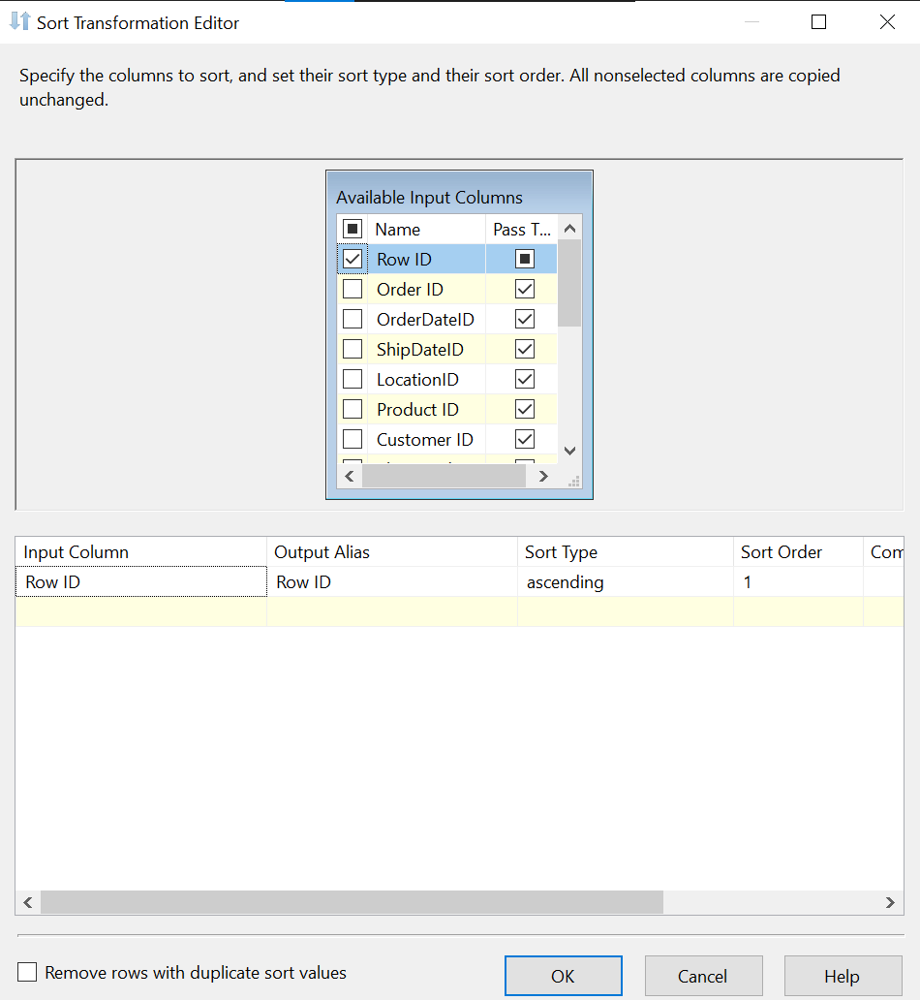 Sort Transformation Editor
Specify the columns to sort, and set their sort type and their sort order. All nonselected columns are copied
unchanged.
Available Input Columns
Name Pass T...
Row ID
Order ID
OrderDateID
ShipDateID
LocationID
Product ID
Customer ID
Input Column Output Alias Sort Type Sort Order Com
Row ID Row ID ascending 1
Remove rows with duplicate sort values
OK Cancel Help